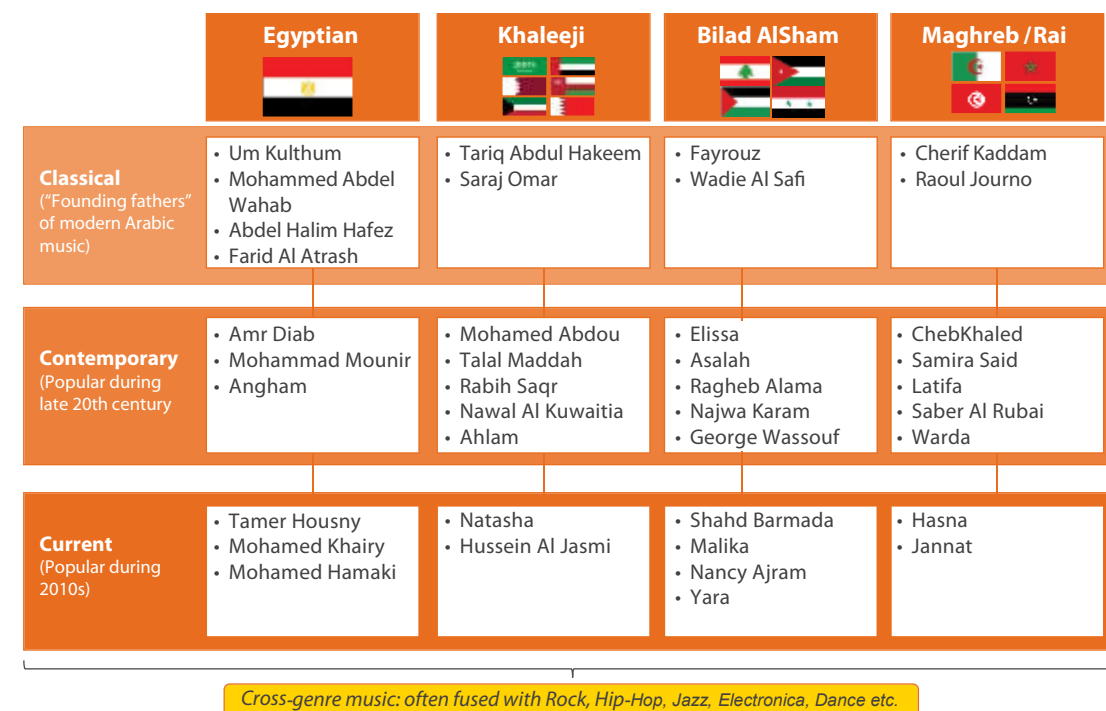 Egyptian
Khaleeji
Bilad AlSham
Maghreb /Rai
Classical
("Founding fathers"
of modern Arabic
music)
• Um Kulthum
• Mohammed Abdel
Wahab
• Abdel Halim Hafez
• Farid Al Atrash
• Tariq Abdul Hakeem
• Saraj Omar
• Fayrouz
• Wadie Al Safi
• Cherif Kaddam
• Raoul Journo
Contemporary
(Popular during
late 20th century
• Amr Diab
• Mohammad Mounir
• Angham
• Mohamed Abdou
• Talal Maddah
• Rabih Saqr
• Nawal Al Kuwaitia
• Ahlam
• Elissa
• Asalah
• Ragheb Alama
• Najwa Karam
• George Wassouf
• ChebKhaled
• Samira Said
• Latifa
• Saber Al Rubai
• Warda
Current
(Popular during
2010s)
• Tamer Housny
• Mohamed Khairy
• Mohamed Hamaki
• Natasha
• Hussein Al Jasmi
• Shahd Barmada
• Malika
• Nancy Ajram
• Yara
• Hasna
• Jannat
Cross-genre music: often fused with Rock, Hip-Hop, Jazz, Electronica, Dance etc.